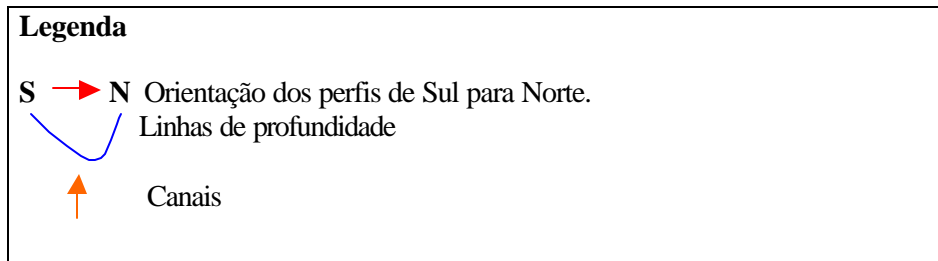 Legenda
S N Orientação dos perfis de Sul para Norte.
Linhas de profundidade
Canais